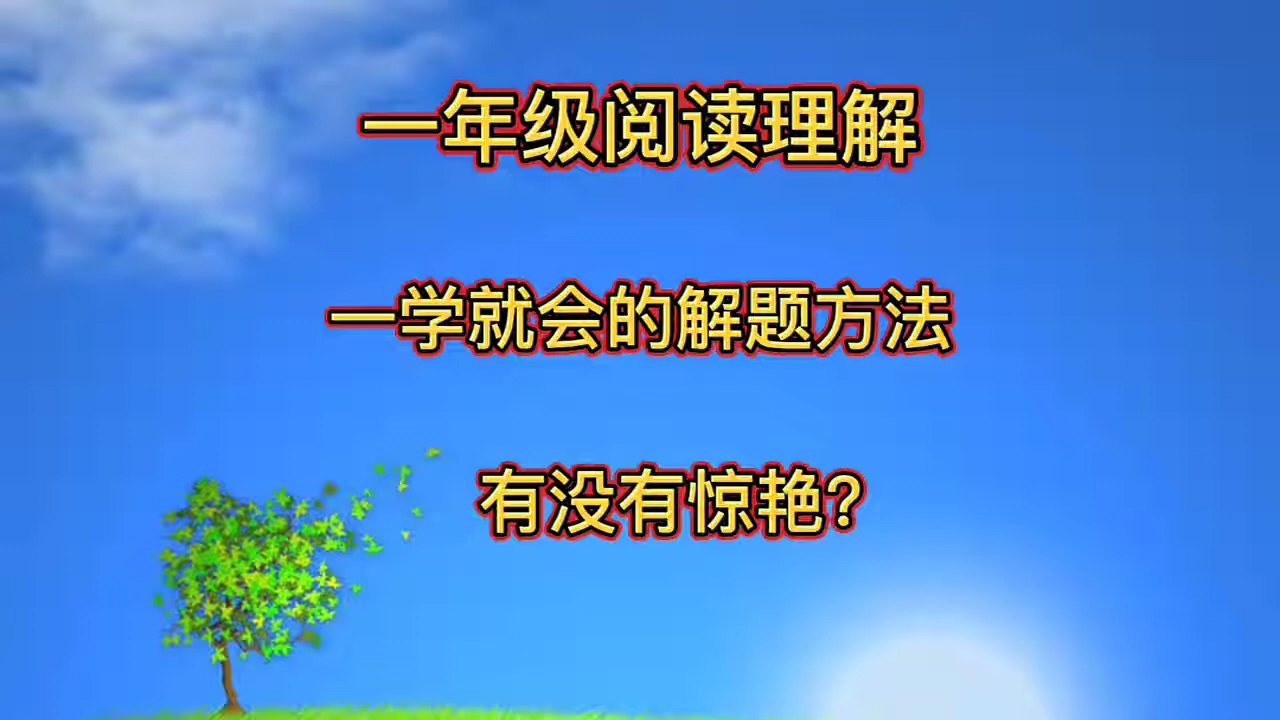 一年级阅读理解
一学就会的解题方法
有没有惊艳?